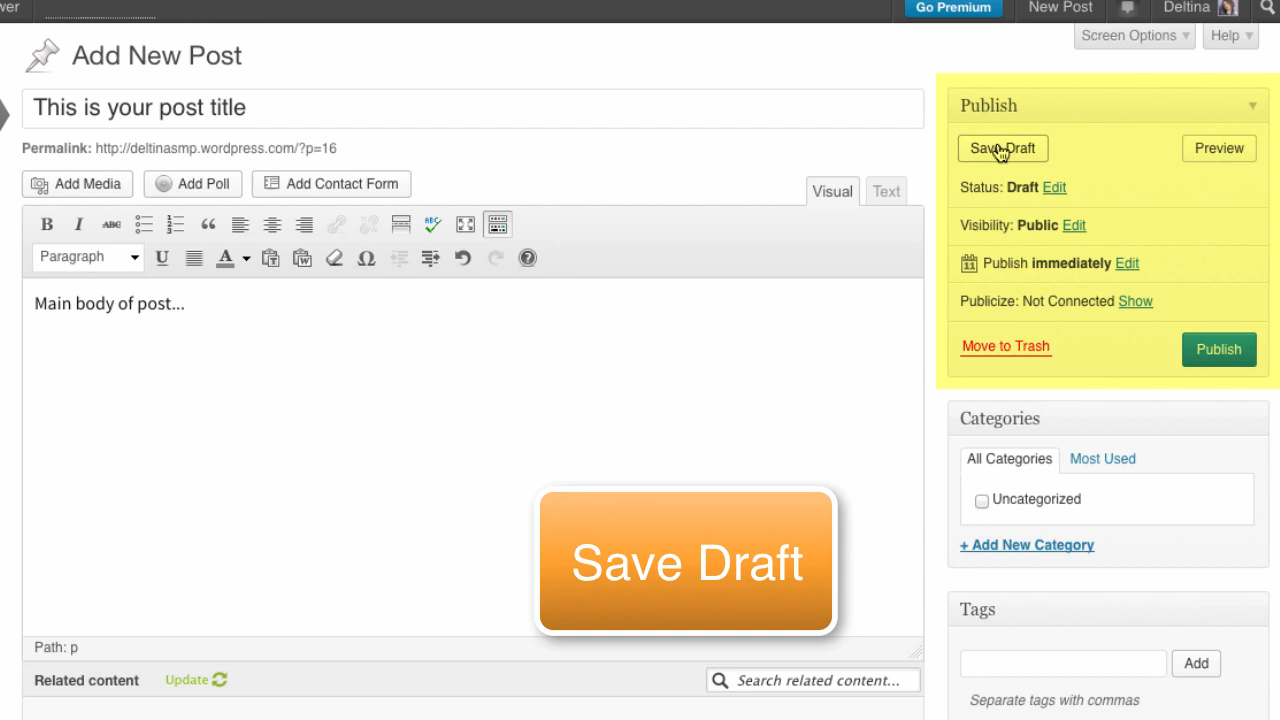 wer
Go Premium
New Post
Deltina
Screen Options
Help
Add New Post
This is your post title
Permalink: http://deltinasmp.wordpress.com/?p=16
Add Media
Add Poll
Add Contact Form
Visual
Text
B I ABC
ABC
Paragraph
U
A
Ω
?
Main body of post...
Path: p
Related content
Update
Search related content...
Save Draft
Publish
Save Draft
Preview
Status: Draft Edit
Visibility: Public Edit
11 Publish immediately Edit
Publicize: Not Connected Show
Move to Trash
Publish
Categories
All Categories
Most Used
Uncategorized
+ Add New Category
Tags
Add
Separate tags with commas